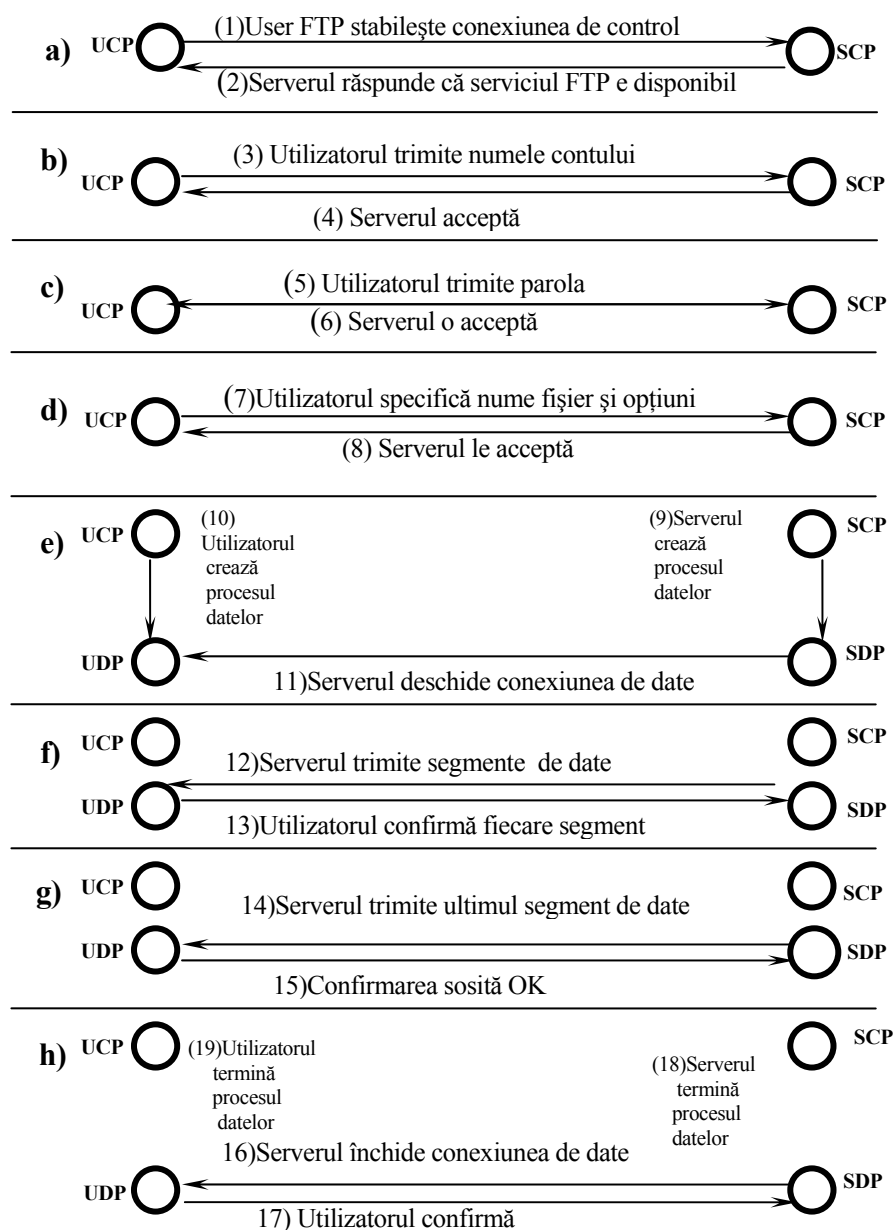 (1)User FTP stabileşte conexiunea de control
a) UCP SCP
(2)Serverul răspunde că serviciul FTP e disponibil
b) UCP (3) Utilizatorul trimite numele contului SCP
(4) Serverul acceptă
c) UCP (5) Utilizatorul trimite parola SCP
(6) Serverul o acceptă
d) UCP (7)Utilizatorul specifică nume fişier şi opţiuni SCP
(8) Serverul le acceptă
e) UCP (10) (9)Serverul SCP
Utilizatorul crează
crează procesul
procesul datelor
datelor
UDP SDP
11)Serverul deschide conexiunea de date
f) UCP SCP
12)Serverul trimite segmente de date
UDP SDP
13)Utilizatorul confirmă fiecare segment
g) UCP SCP
14)Serverul trimite ultimul segment de date
UDP SDP
15)Confirmarea sosită OK
h) UCP (19)Utilizatorul SCP
termină (18)Serverul
procesul termină
datelor procesul
datelor
16)Serverul închide conexiunea de date
UDP SDP
17) Utilizatorul confirmă